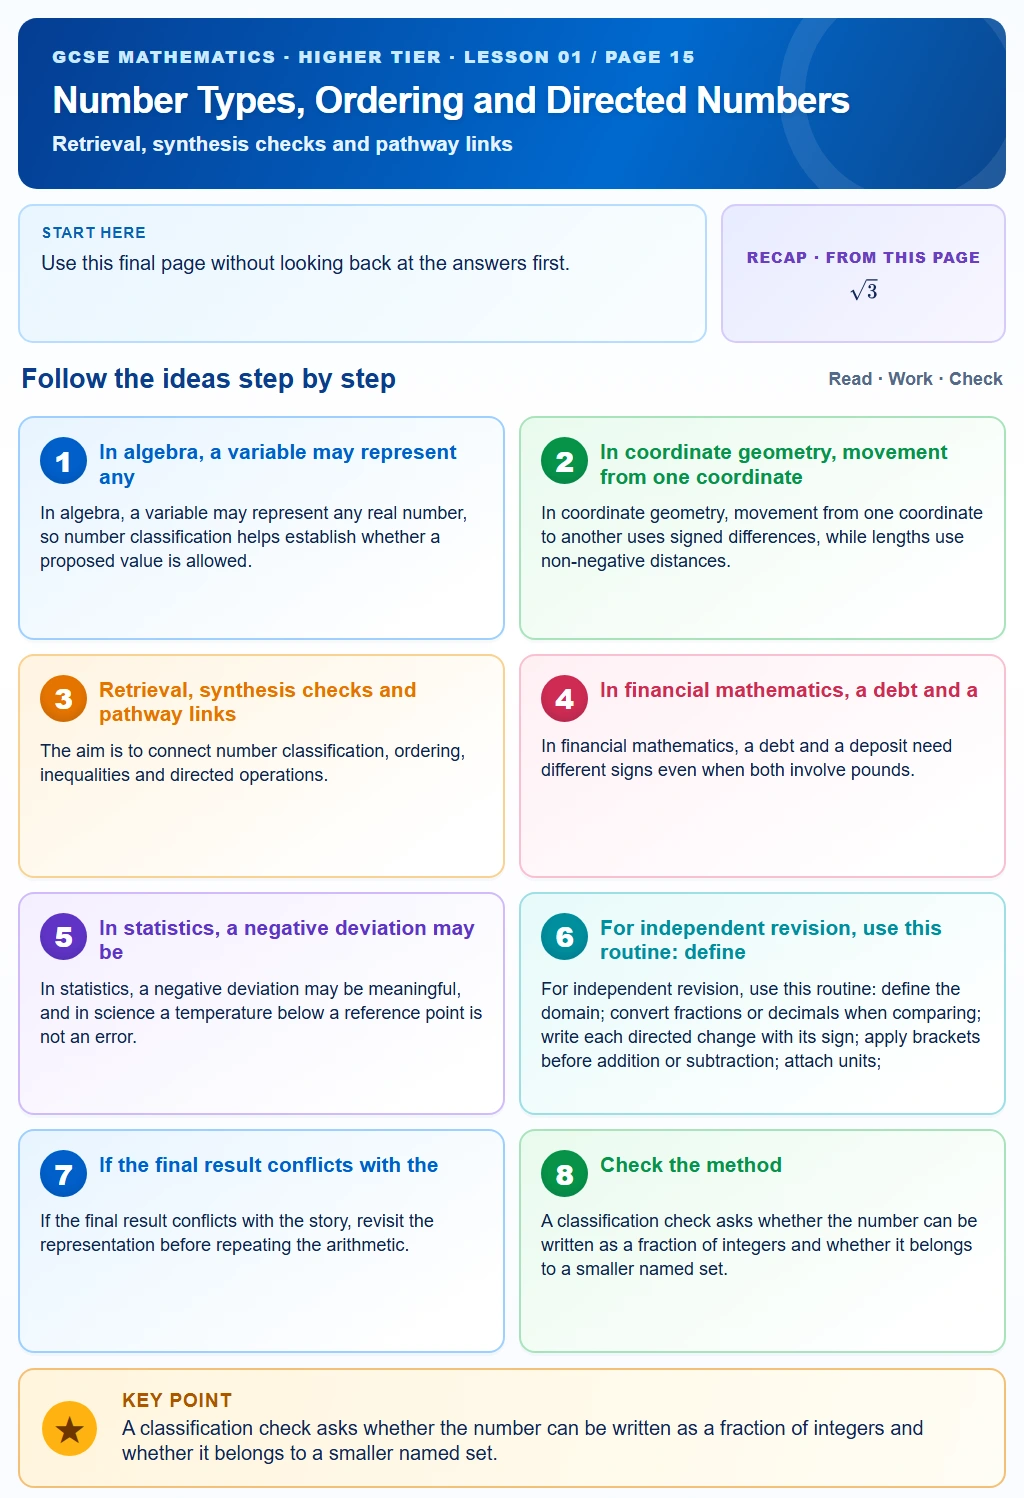 GCSE MATHEMATICS · HIGHER TIER · LESSON 01 / PAGE 15
Number Types, Ordering and Directed Numbers
Retrieval, synthesis checks and pathway links
START HERE
Use this final page without looking back at the answers first.
RECAP · FROM THIS PAGE
√3
Follow the ideas step by step
Read · Work · Check
1
In algebra, a variable may represent
any
In algebra, a variable may represent any real number,
so number classification helps establish whether a
proposed value is allowed.
2
In coordinate geometry, movement
from one coordinate
In coordinate geometry, movement from one coordinate
to another uses signed differences, while lengths use
non-negative distances.
3
Retrieval, synthesis checks and
pathway links
The aim is to connect number classification, ordering,
inequalities and directed operations.
4
In financial mathematics, a debt and a
In financial mathematics, a debt and a deposit need
different signs even when both involve pounds.
5
In statistics, a negative deviation may
be
In statistics, a negative deviation may be meaningful,
and in science a temperature below a reference point is
not an error.
6
For independent revision, use this
routine: define
For independent revision, use this routine: define the
domain; convert fractions or decimals when comparing;
write each directed change with its sign; apply brackets
before addition or subtraction; attach units;
7
If the final result conflicts with the
If the final result conflicts with the story, revisit the
representation before repeating the arithmetic.
8
Check the method
A classification check asks whether the number can be
written as a fraction of integers and whether it belongs
to a smaller named set.
KEY POINT
A classification check asks whether the number can be written as a fraction of integers and
whether it belongs to a smaller named set.